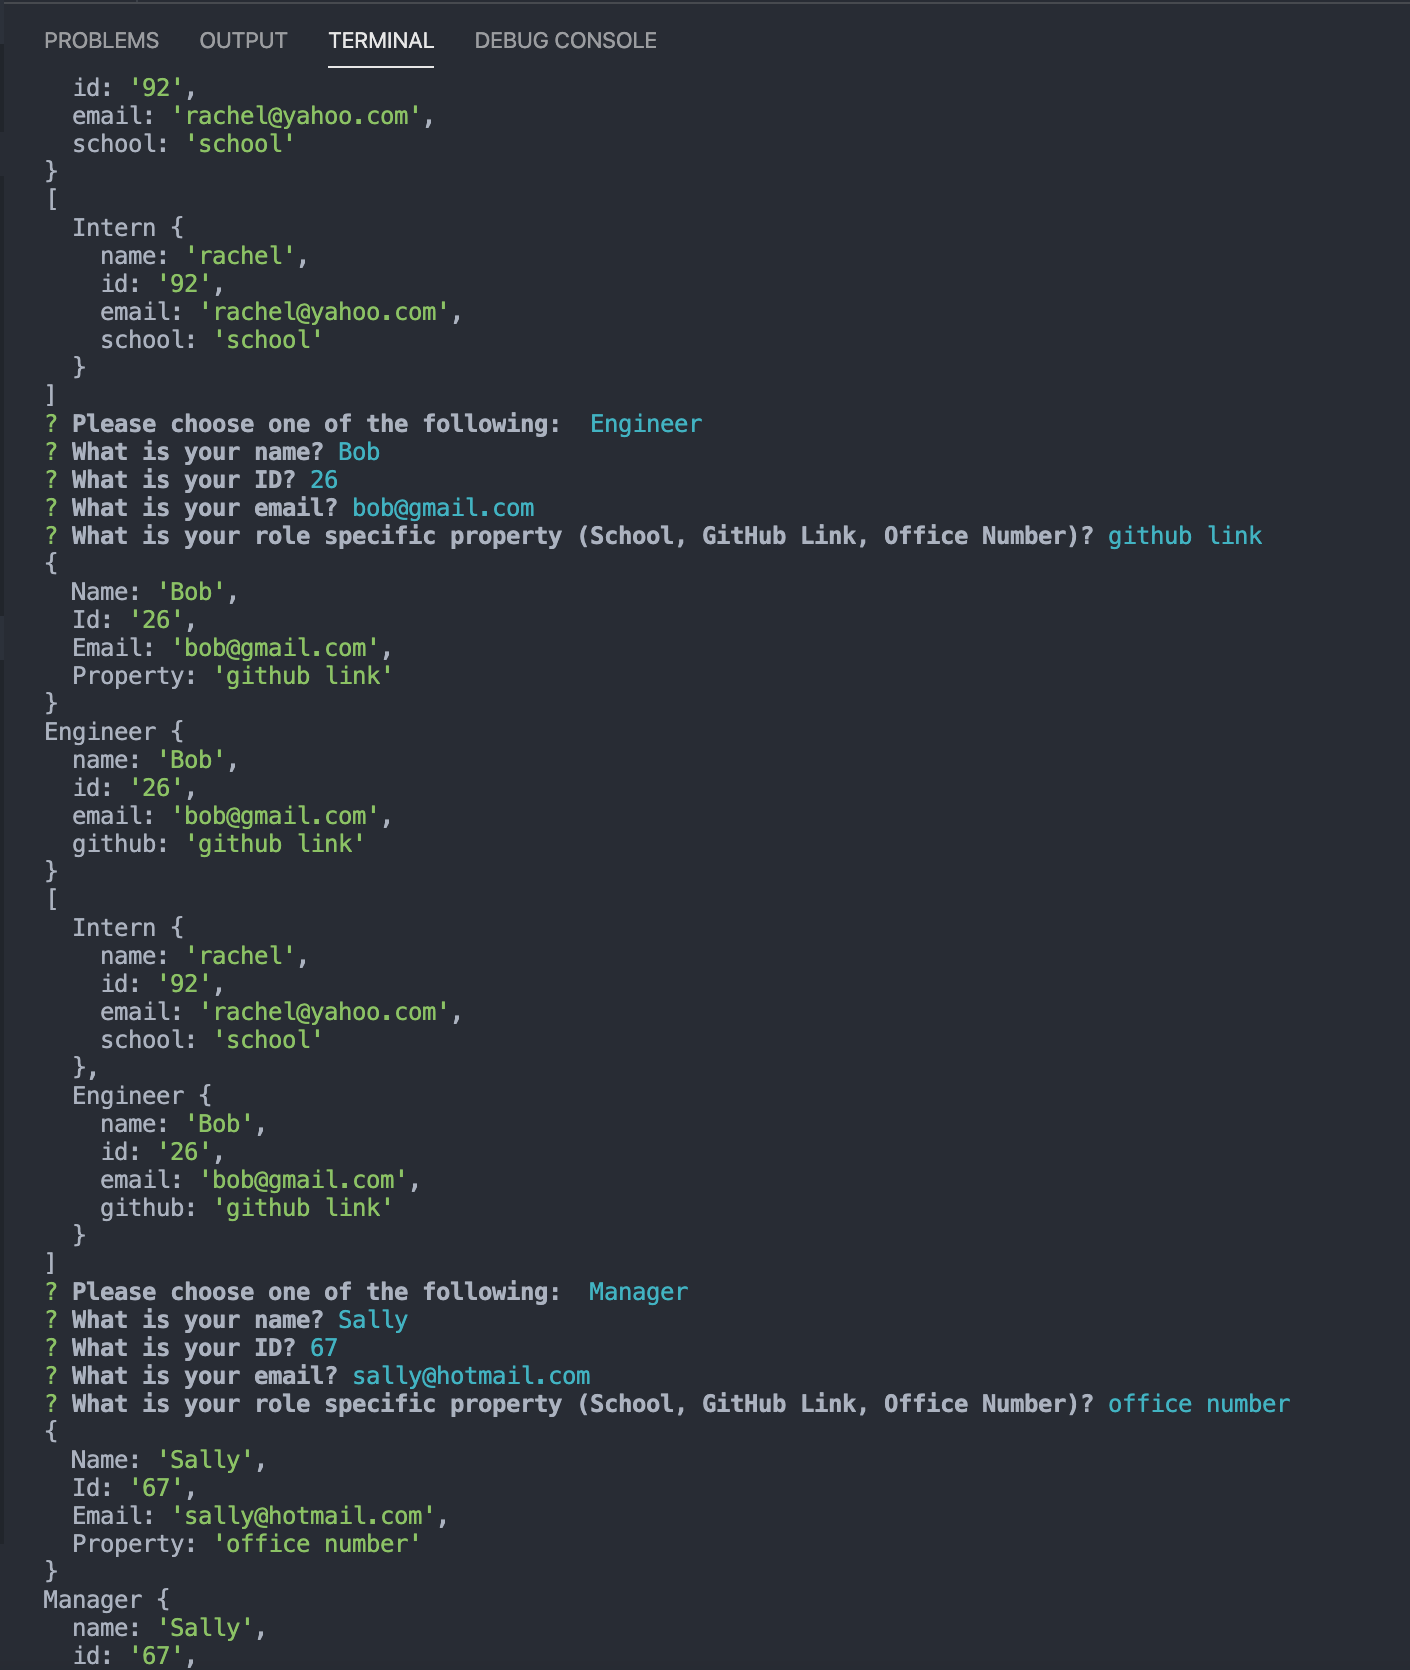 PROBLEMS OUTPUT TERMINAL DEBUG CONSOLE
  id: '92',
  email: 'rachel@yahoo.com',
  school: 'school'
}
[
  Intern {
    name: 'rachel',
    id: '92',
    email: 'rachel@yahoo.com',
    school: 'school'
  }
]
? Please choose one of the following:  Engineer
? What is your name? Bob
? What is your ID? 26
? What is your email? bob@gmail.com
? What is your role specific property (School, GitHub Link, Office Number)? github link
{
  Name: 'Bob',
  Id: '26',
  Email: 'bob@gmail.com',
  Property: 'github link'
}
Engineer {
  name: 'Bob',
  id: '26',
  email: 'bob@gmail.com',
  github: 'github link'
}
[
  Intern {
    name: 'rachel',
    id: '92',
    email: 'rachel@yahoo.com',
    school: 'school'
  },
  Engineer {
    name: 'Bob',
    id: '26',
    email: 'bob@gmail.com',
    github: 'github link'
  }
]
? Please choose one of the following:  Manager
? What is your name? Sally
? What is your ID? 67
? What is your email? sally@hotmail.com
? What is your role specific property (School, GitHub Link, Office Number)? office number
{
  Name: 'Sally',
  Id: '67',
  Email: 'sally@hotmail.com',
  Property: 'office number'
}
Manager {
  name: 'Sally',
  id: '67',